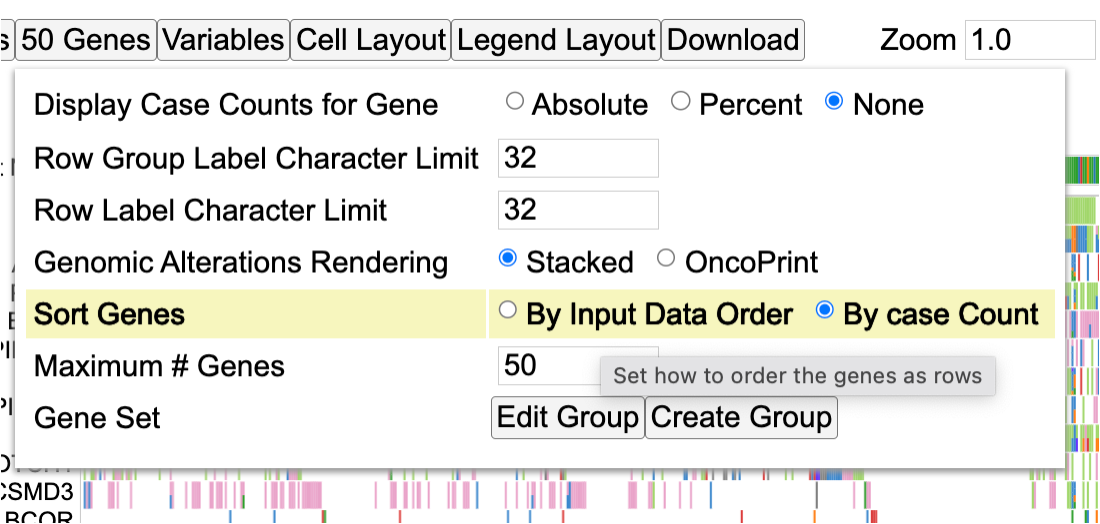 50 Genes Variables Cell Layout Legend Layout Download Zoom 1.0
Display Case Counts for Gene Absolute Percent None
Row Group Label Character Limit 32
Row Label Character Limit 32
Genomic Alterations Rendering Stacked OncoPrint
Sort Genes By Input Data Order By case Count
Maximum # Genes 50
Set how to order the genes as rows
Gene Set Edit Group Create Group
CSMD3
BCOR